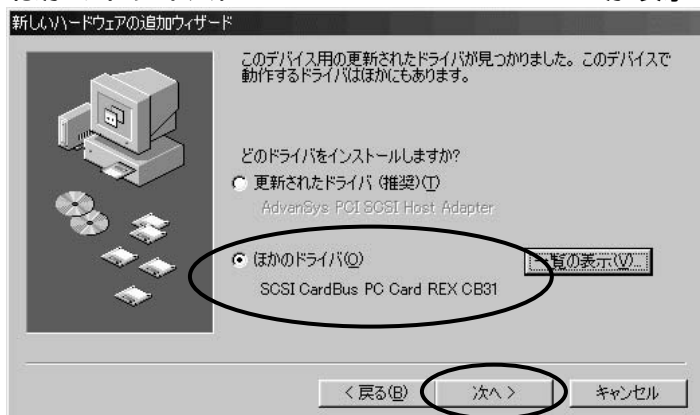 新しいハードウェアの追加ウィザード
このデバイス用の更新されたドライバが見つかりました。このデバイスで
動作するドライバはほかにもあります。
どのドライバをインストールしますか?
更新されたドライバ (推奨)(T)
AdvanSys PCI SCSI Host Adapter
ほかのドライバ(O)
一覧の表示(V)...
SCSI CardBus PC Card REX CB31
< 戻る(B)
次へ >
キャンセル